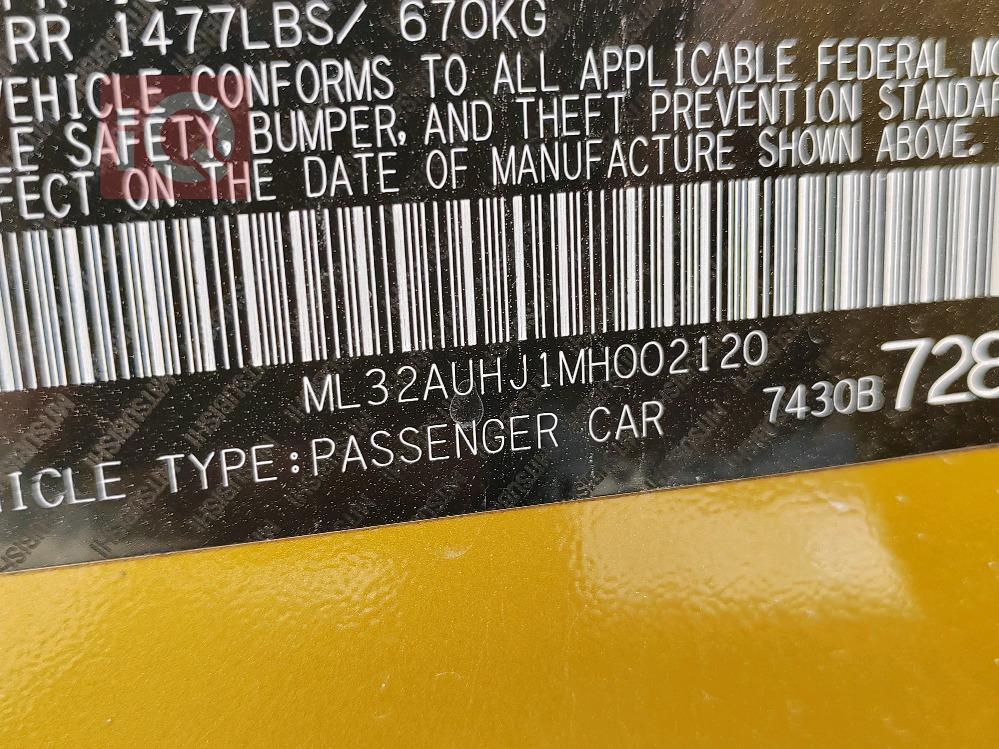 RR 1477LBS/ 670KG
VEHICLE CONFORMS TO ALL APPLICABLE FEDERAL MO
E SAFETY, BUMPER, AND THEFT PREVENTION STANDAR
FECT ON THE DATE OF MANUFACTURE SHOWN ABOVE.
ML32AUHJ1MH002120
7430B 728
ICLE TYPE:PASSENGER CAR